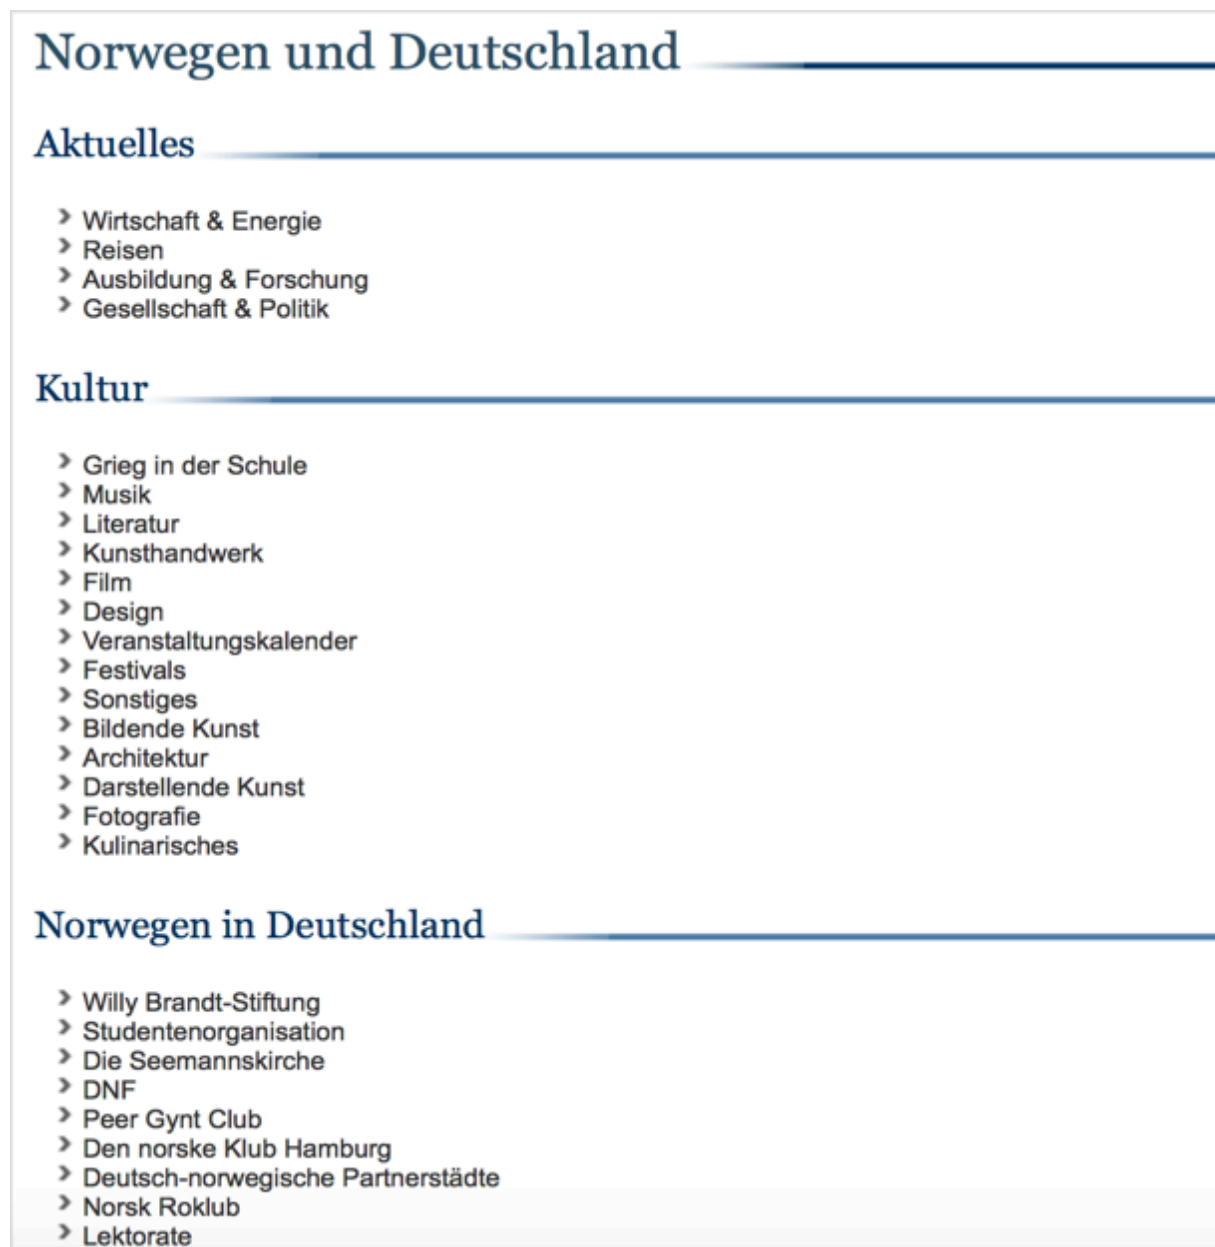 Norwegen und Deutschland
Aktuelles
Wirtschaft & Energie
Reisen
Ausbildung & Forschung
Gesellschaft & Politik
Kultur
Grieg in der Schule
Musik
Literatur
Kunsthandwerk
Film
Design
Veranstaltungskalender
Festivals
Sonstiges
Bildende Kunst
Architektur
Darstellende Kunst
Fotografie
Kulinarisches
Norwegen in Deutschland
Willy Brandt-Stiftung
Studentenorganisation
Die Seemannskirche
DNF
Peer Gynt Club
Den norske Klub Hamburg
Deutsch-norwegische Partnerstädte
Norsk Roklub
Lektorate